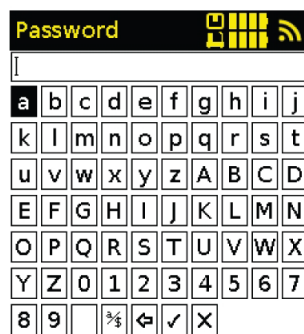 Password
a b c d e f g h i j
k l m n o p q r s t
u v w x y z A B C D
E F G H I J K L M N
O P Q R S T U V W X
Y Z 0 1 2 3 4 5 6 7
8 9 a/$ ⇦ ✓ X